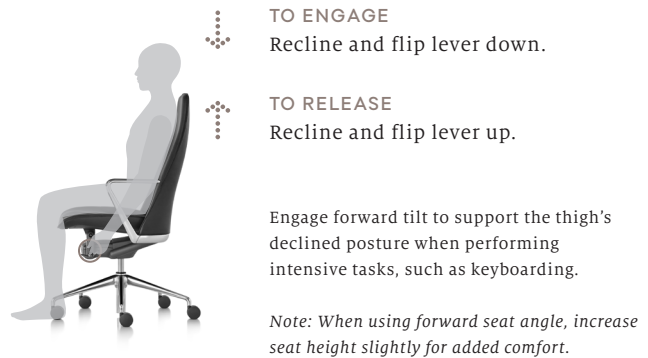 TO ENGAGE
Recline and flip lever down.
TO RELEASE
Recline and flip lever up.
Engage forward tilt to support the thigh’s
declined posture when performing
intensive tasks, such as keyboarding.
Note: When using forward seat angle, increase
seat height slightly for added comfort.